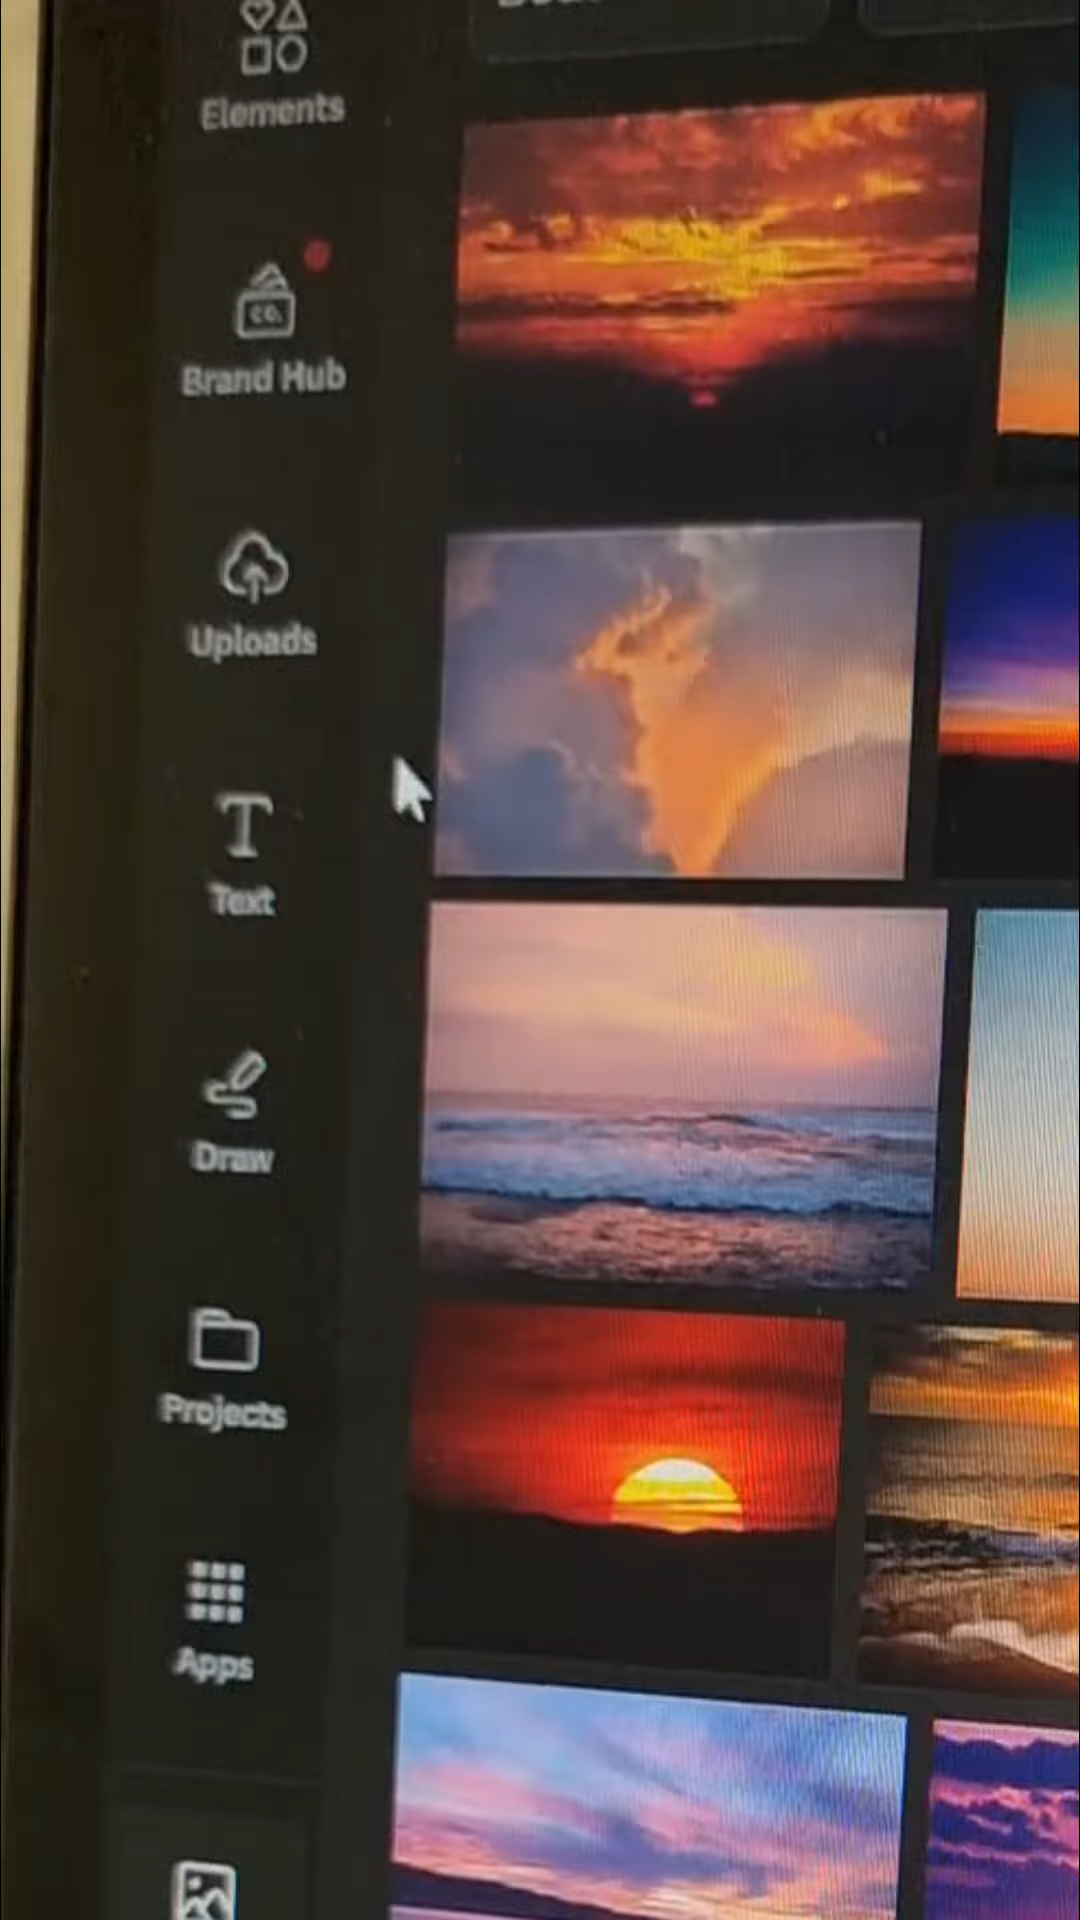 Elements
CO.
Brand Hub
Uploads
T
Text
Draw
Projects
Apps